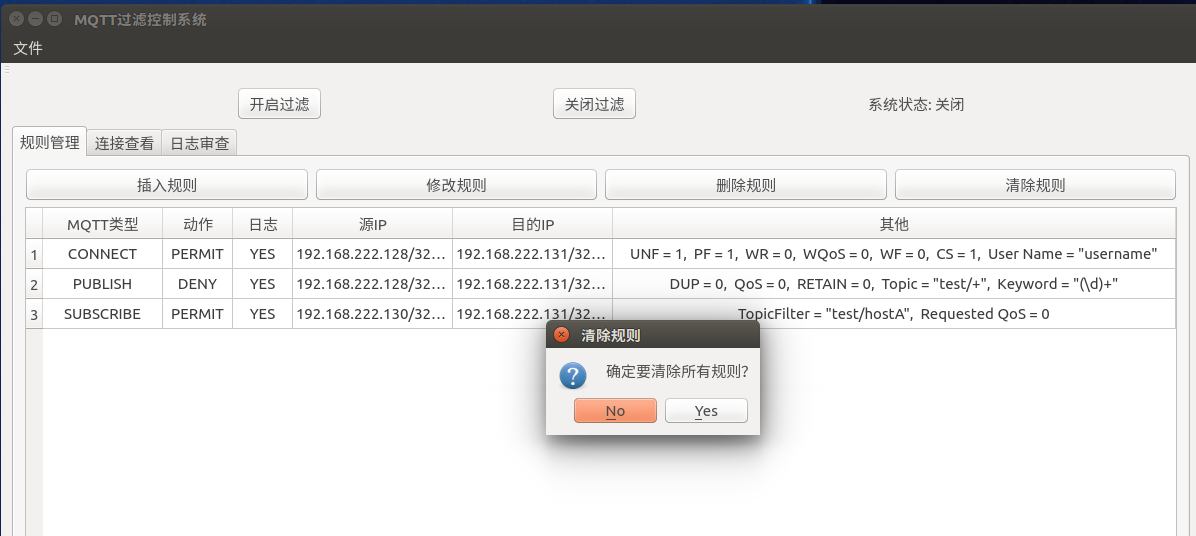 MQTT过滤控制系统
文件
开启过滤 关闭过滤 系统状态: 关闭
规则管理 连接查看 日志审查
插入规则 修改规则 删除规则 清除规则
MQTT类型 动作 日志 源IP 目的IP 其他
1 CONNECT PERMIT YES 192.168.222.128/32... 192.168.222.131/32... UNF = 1, PF = 1, WR = 0, WQoS = 0, WF = 0, CS = 1, User Name = "username"
2 PUBLISH DENY YES 192.168.222.128/32... 192.168.222.131/32... DUP = 0, QoS = 0, RETAIN = 0, Topic = "test/+", Keyword = "(\d)+"
3 SUBSCRIBE PERMIT YES 192.168.222.130/32... 192.168.222.131/32... TopicFilter = "test/hostA", Requested QoS = 0
清除规则
确定要清除所有规则?
No Yes